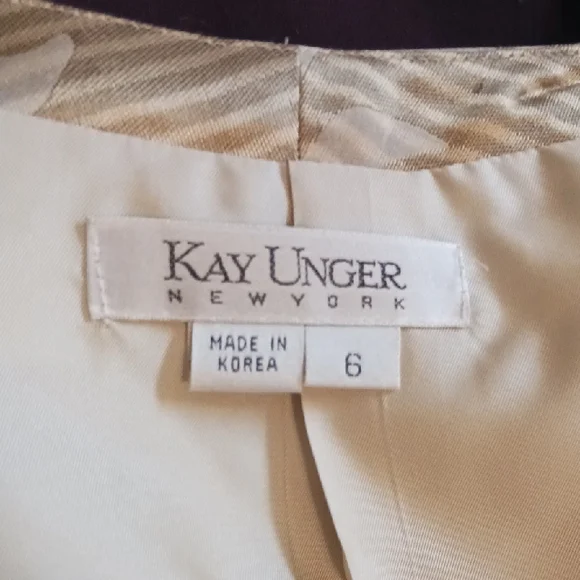 KAY UNGER
NEW YORK
MADE IN
KOREA
6